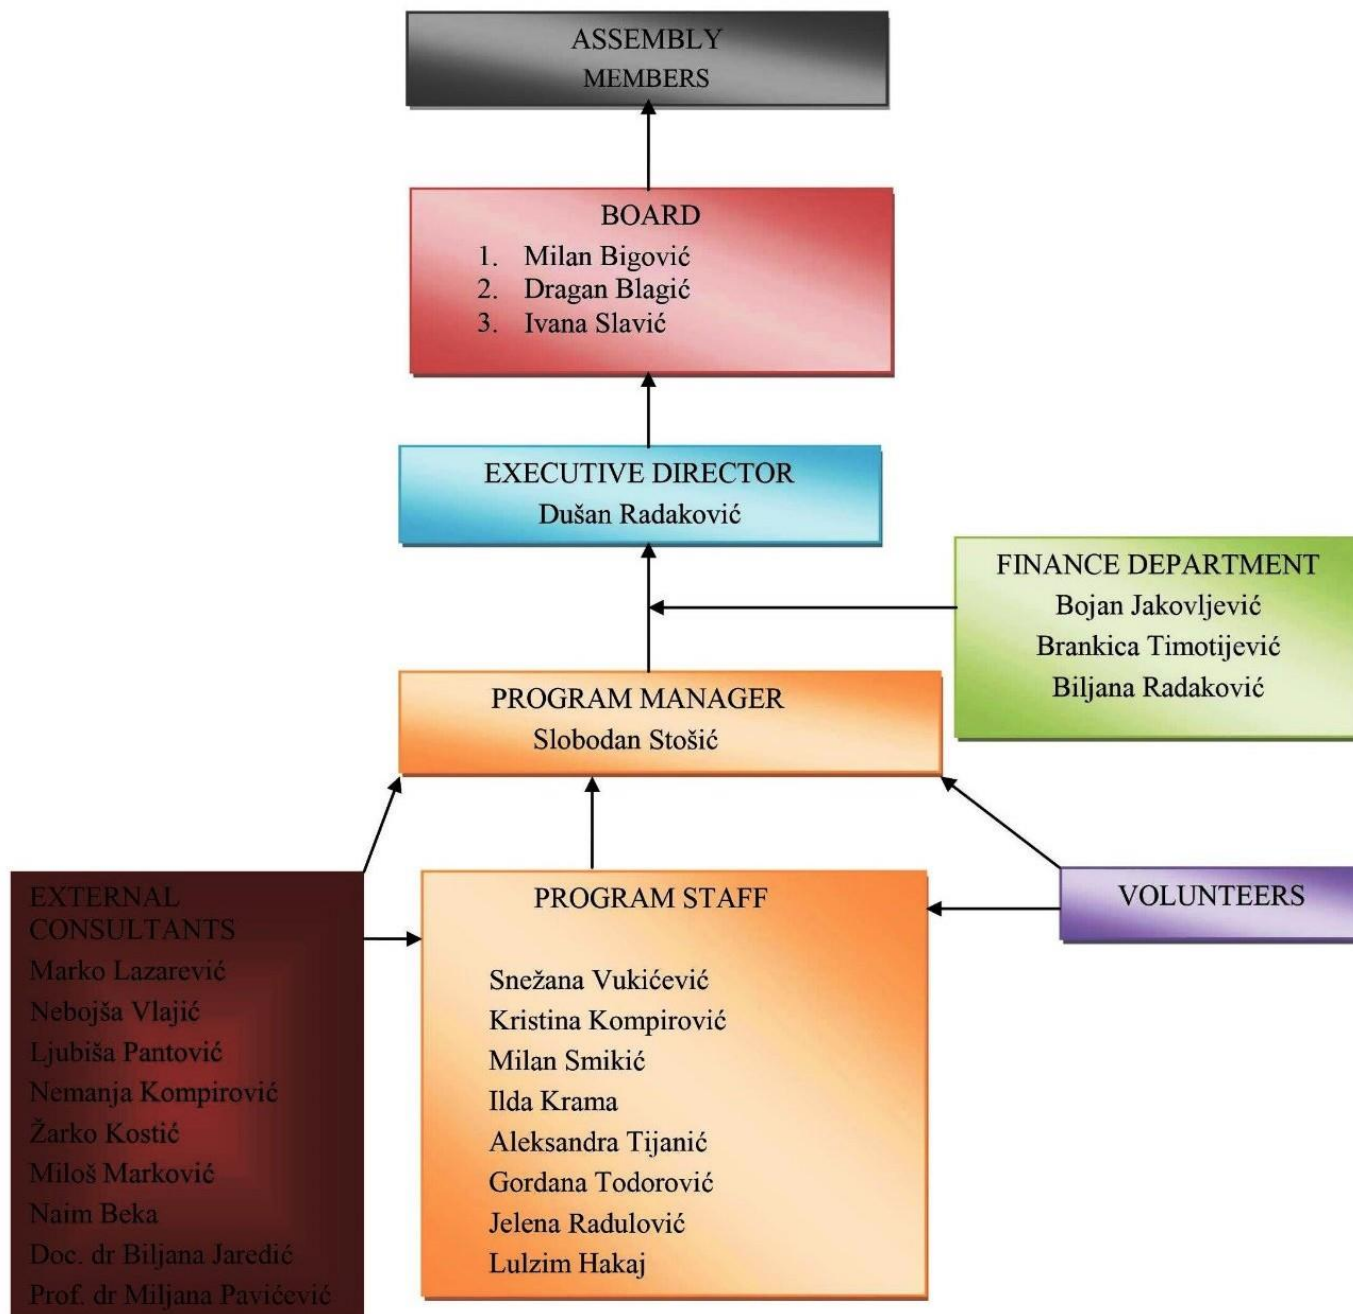 ASSEMBLY
MEMBERS
BOARD
1. Milan Bigović
2. Dragan Blagić
3. Ivana Slavić
EXECUTIVE DIRECTOR
Dušan Radaković
FINANCE DEPARTMENT
Bojan Jakovljević
Brankica Timotijević
Biljana Radaković
PROGRAM MANAGER
Slobodan Stošić
EXTERNAL
CONSULTANTS
Marko Lazarević
Nebojša Vlajić
Ljubiša Pantović
Nemanja Kompirović
Žarko Kostić
Miloš Marković
Naim Beka
Doc. dr Biljana Jaredić
Prof. dr Miljana Pavićević
PROGRAM STAFF
Snežana Vukićević
Kristina Kompirović
Milan Smikić
Ilda Krama
Aleksandra Tijanić
Gordana Todorović
Jelena Radulović
Lulzim Hakaj
VOLUNTEERS